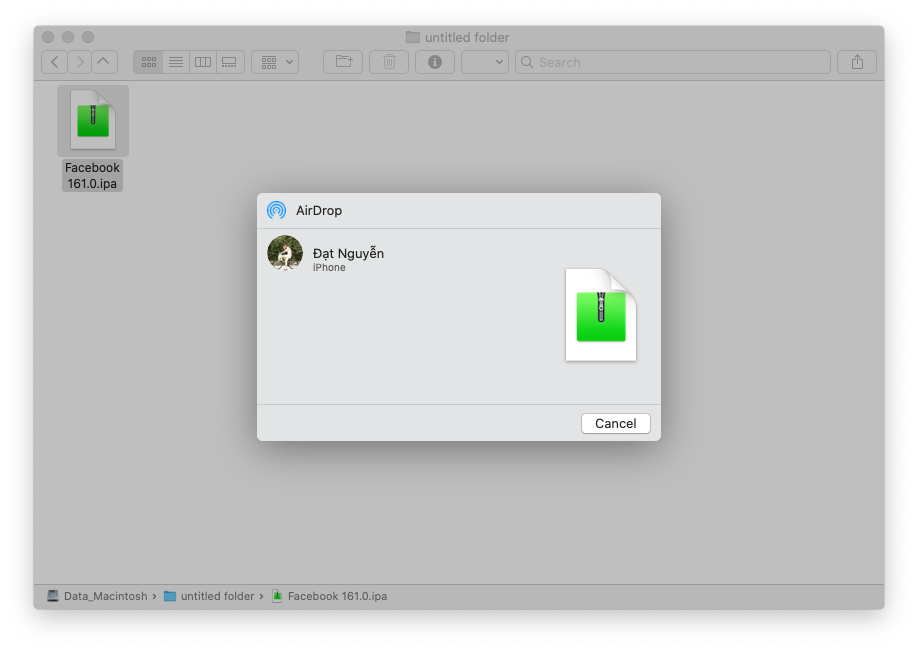 untitled folder
Search
Facebook
161.0.ipa
AirDrop
Đạt Nguyễn
iPhone
Cancel
Data_Macintosh › untitled folder › Facebook 161.0.ipa